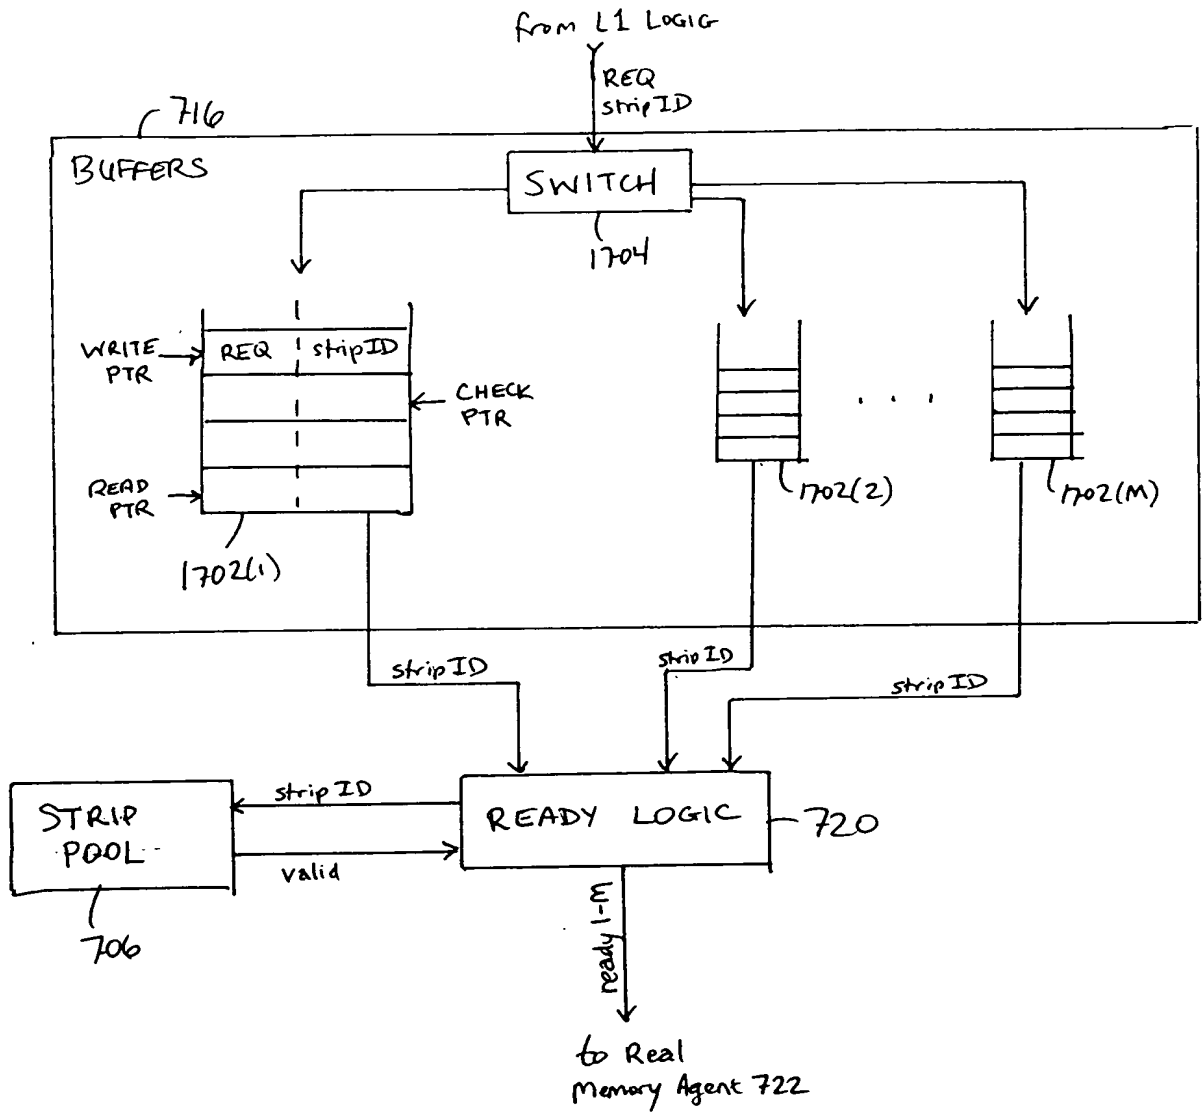 from L1 LOGIC
REQ
stripID
716
BUFFERS
SWITCH
1704
WRITE
PTR
REQ
stripID
CHECK
PTR
. . .
READ
PTR
1702(1)
1702(2)
1702(M)
stripID
stripID
stripID
STRIP
POOL
706
stripID
valid
READY LOGIC
720
ready 1-M
to Real
Memory Agent 722